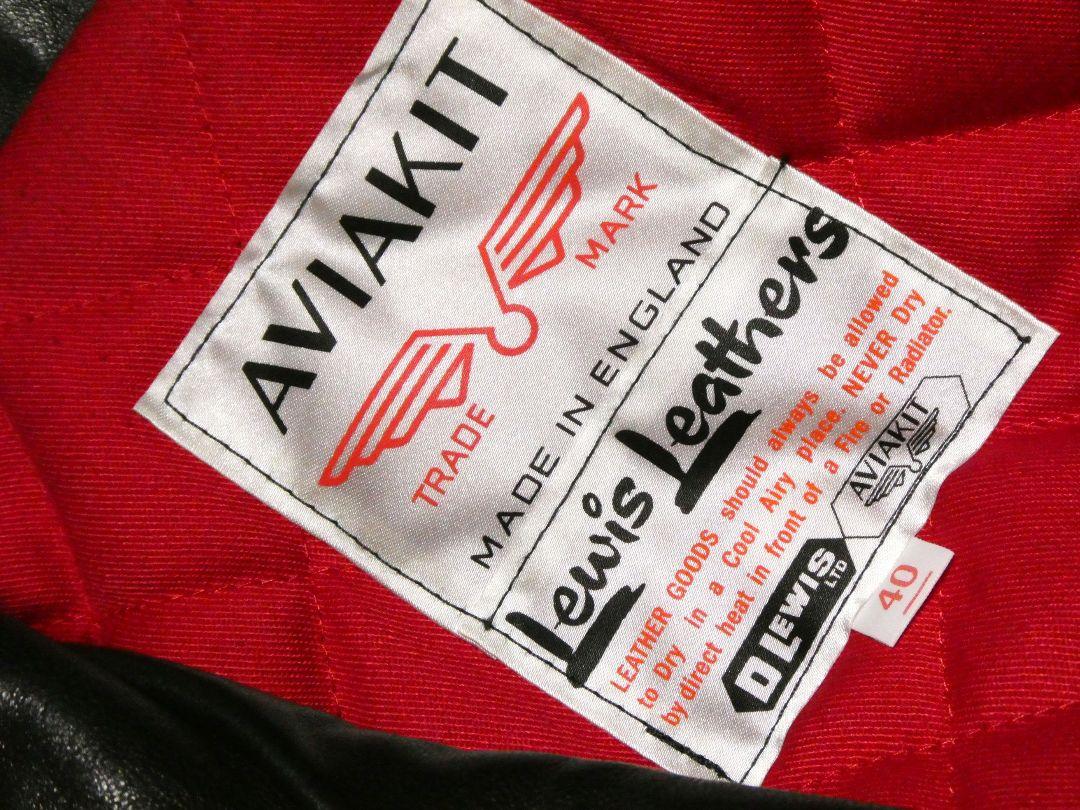 AVIAKIT
TRADE MARK
MADE IN ENGLAND
Lewis Leathers
LEATHER GOODS should always be allowed
to Dry in a Cool Airy place. NEVER Dry
by direct heat in front of a Fire or Radiator.
D LEWIS LTD
AVIAKIT
40